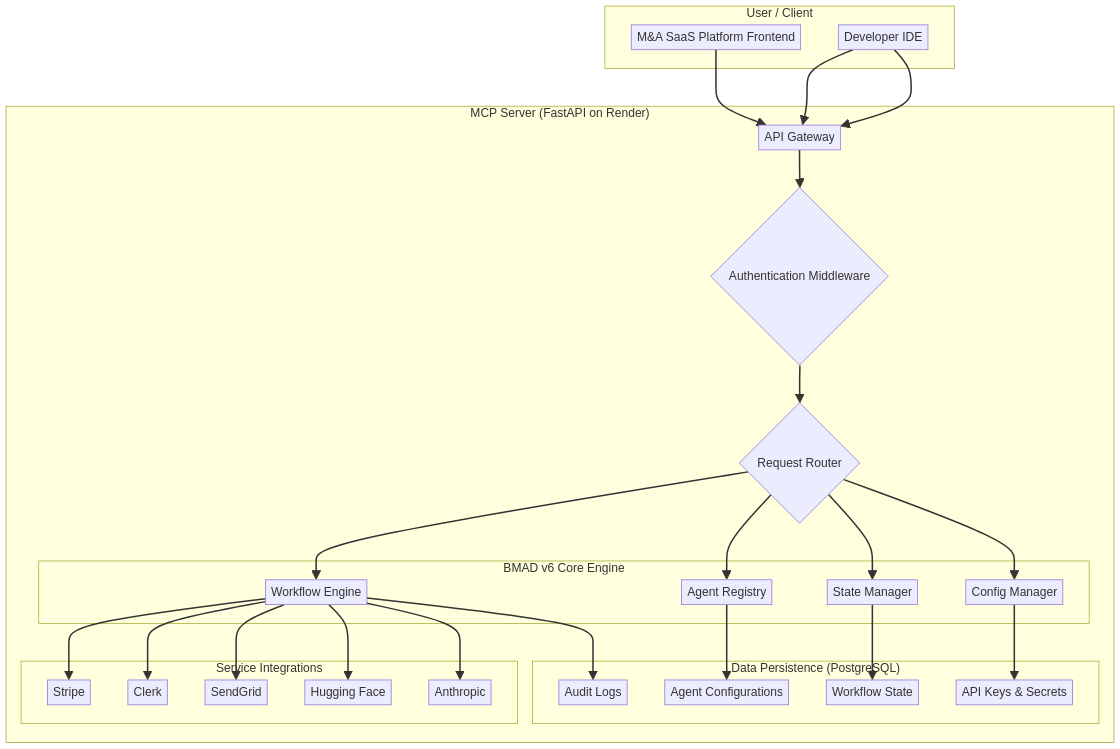 User / Client
M&A SaaS Platform Frontend
Developer IDE
MCP Server (FastAPI on Render)
API Gateway
Authentication Middleware
Request Router
BMAD v6 Core Engine
Workflow Engine
Agent Registry
State Manager
Config Manager
Service Integrations
Data Persistence (PostgreSQL)
Stripe
Clerk
SendGrid
Hugging Face
Anthropic
Audit Logs
Agent Configurations
Workflow State
API Keys & Secrets